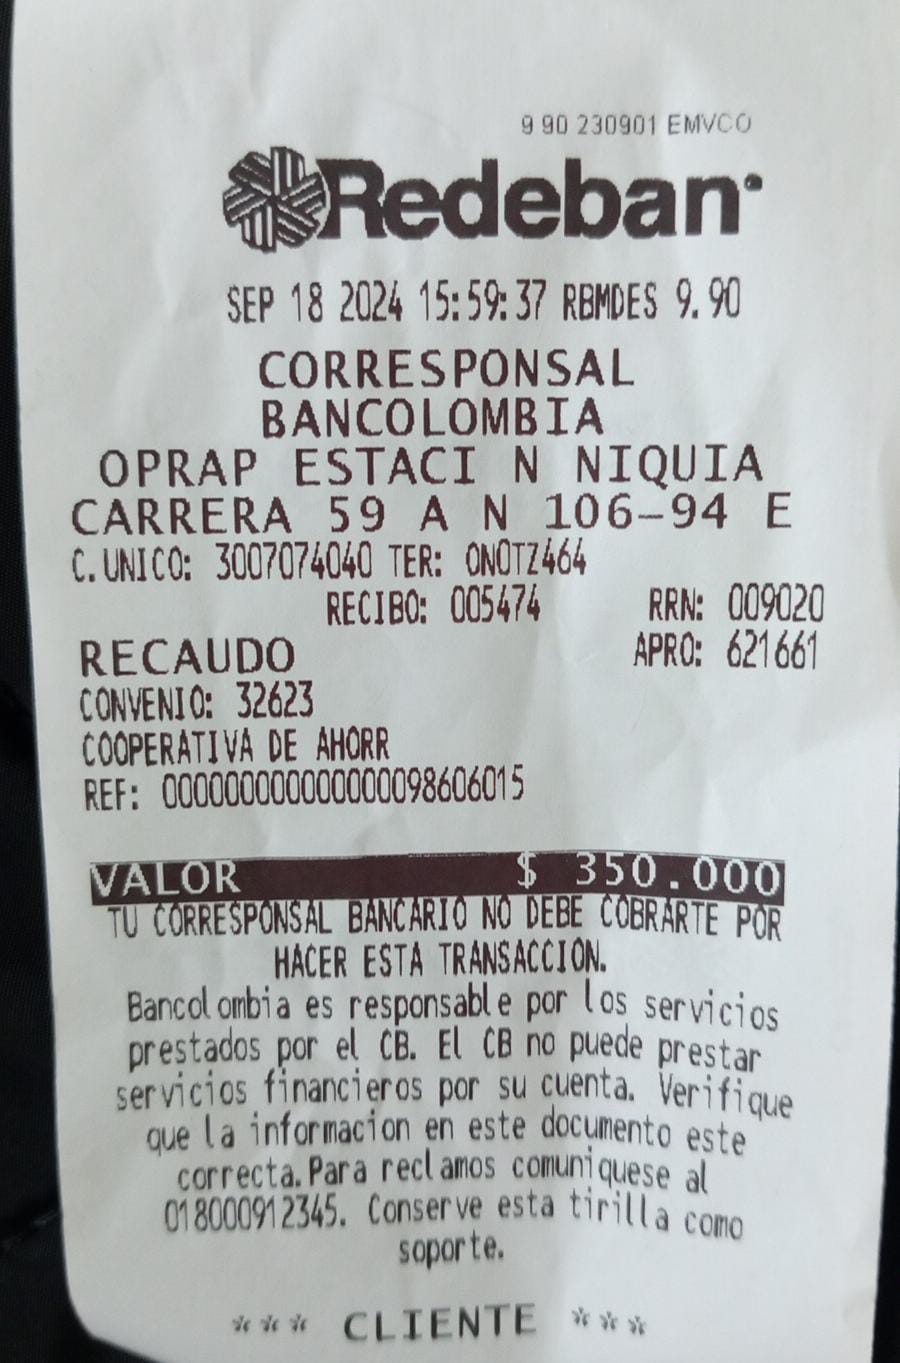 9 90 230901 EMVCO
Redeban
SEP 18 2024 15:59:37 RBMDES 9.90
CORRESPONSAL
BANCOLOMBIA
OPRAP ESTACI N NIQUIA
CARRERA 59 A N 106-94 E
C.UNICO: 3007074040 TER: ONOTZ464
RECIBO: 005474 RRN: 009020
RECAUDO APRO: 621661
CONVENIO: 32623
COOPERATIVA DE AHORR
REF: 000000000000000098606015
VALOR $ 350.000
TU CORRESPONSAL BANCARIO NO DEBE COBRARTE POR
HACER ESTA TRANSACCION.
Bancolombia es responsable por los servicios
prestados por el CB. El CB no puede prestar
servicios financieros por su cuenta. Verifique
que la informacion en este documento este
correcta.Para reclamos comuniquese al
018000912345. Conserve esta tirilla como
soporte.
*** CLIENTE ***